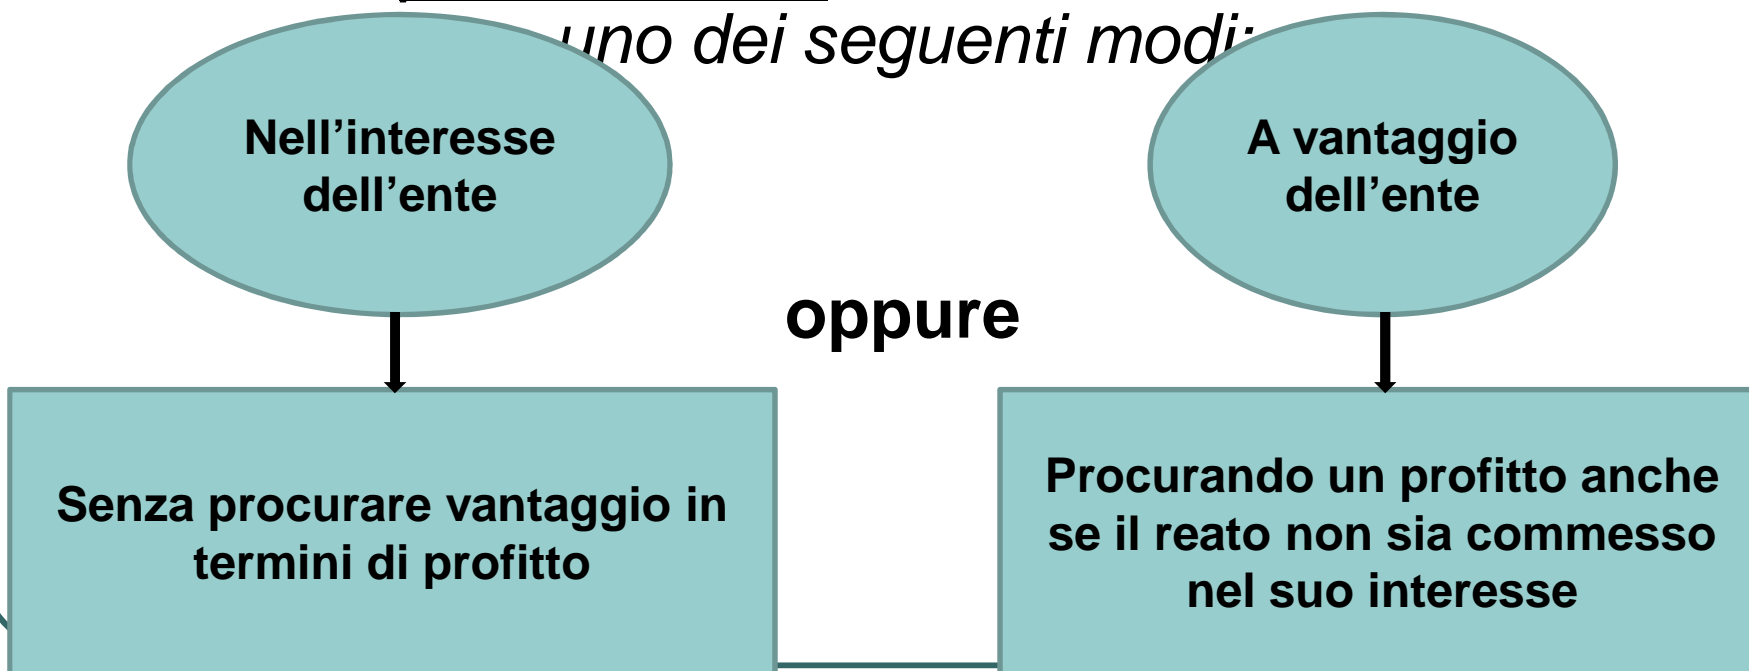 uno dei seguenti modi:
Nell’interesse
dell’ente
A vantaggio
dell’ente
oppure
Senza procurare vantaggio in
termini di profitto
Procurando un profitto anche
se il reato non sia commesso
nel suo interesse